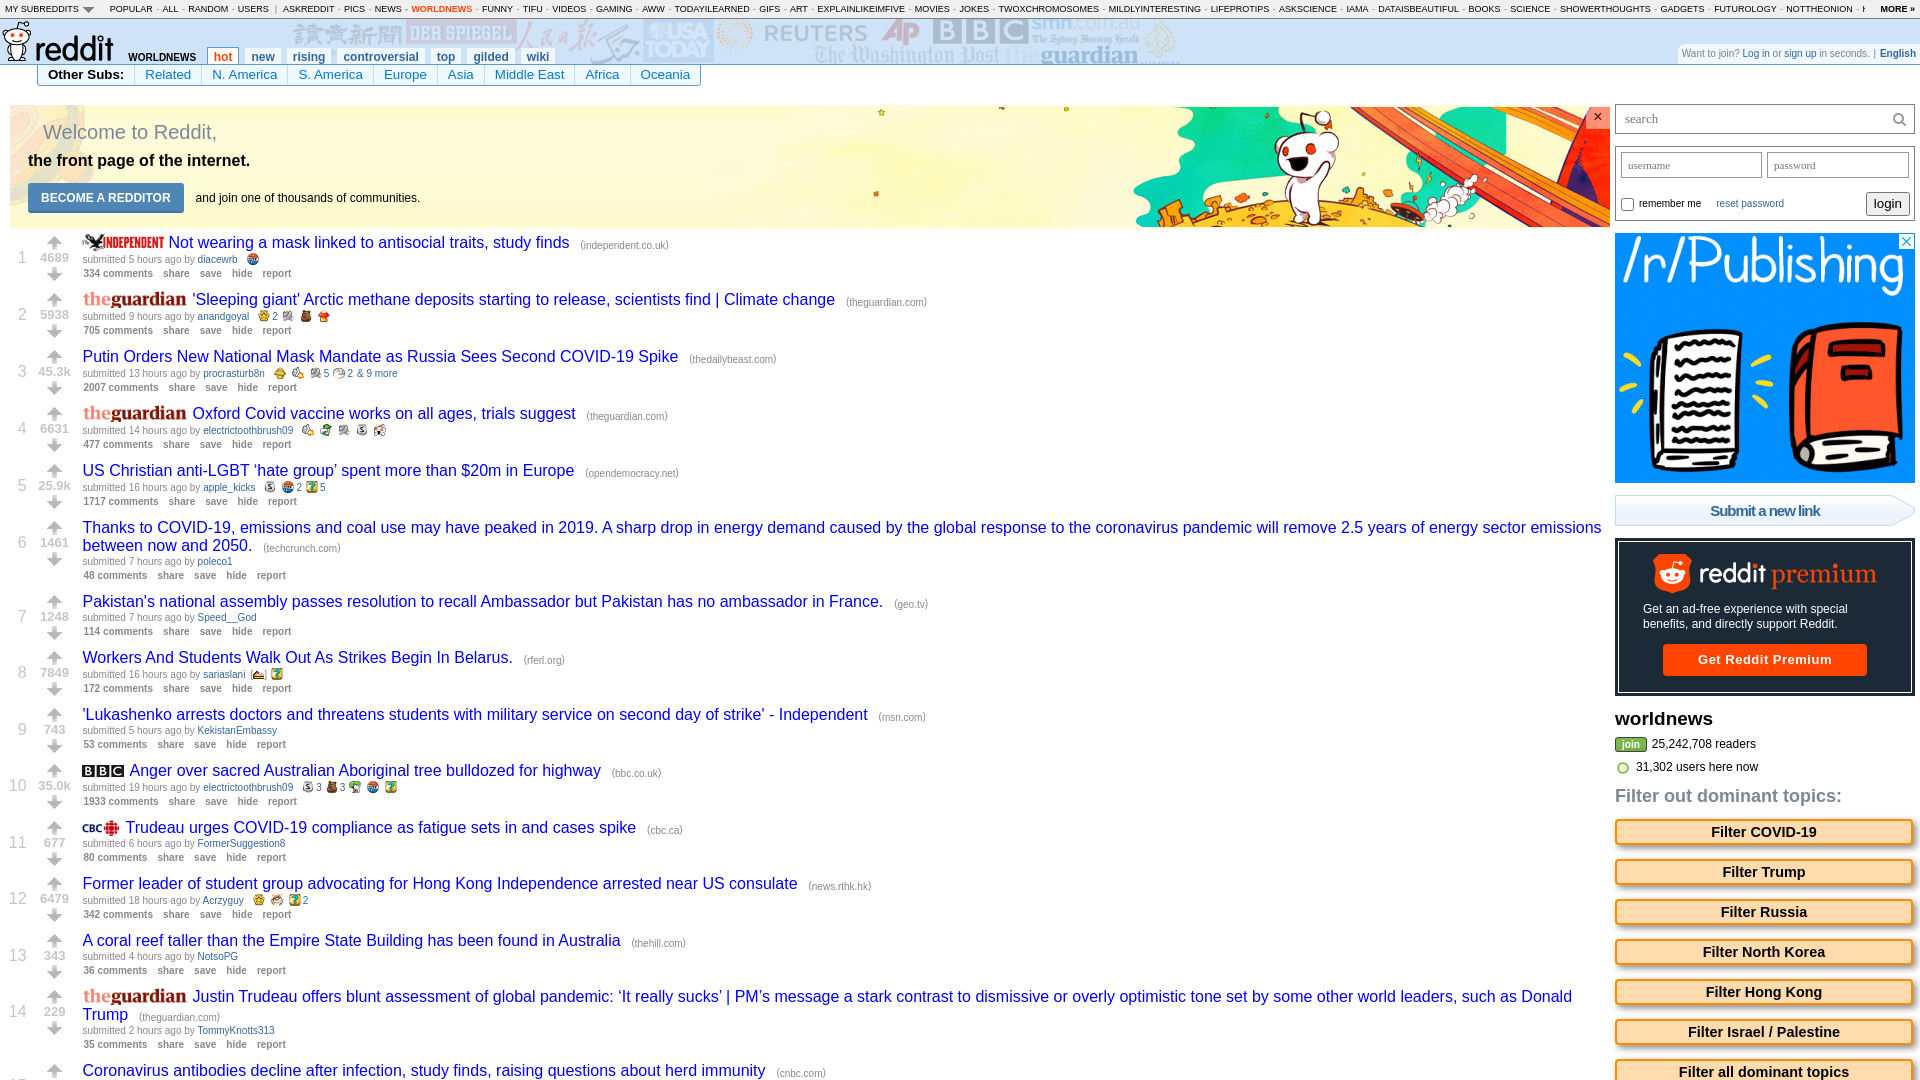 MY SUBREDDITS POPULAR - ALL - RANDOM - USERS | ASKREDDIT - PICS - NEWS - WORLDNEWS - FUNNY - TIFU - VIDEOS - GAMING - AWW - TODAYILEARNED - GIFS - ART - EXPLAINLIKEIMFIVE - MOVIES - JOKES - TWOXCHROMOSOMES - MILDLYINTERESTING - LIFEPROTIPS - ASKSCIENCE - IAMA - DATAISBEAUTIFUL - BOOKS - SCIENCE - SHOWERTHOUGHTS - GADGETS - FUTUROLOGY - NOTTHEONION - MORE »
讀賣新聞 DER SPIEGEL 人民日报 USA TODAY REUTERS AP BBC smh.com.au The Sydney Morning Herald
The Washington Post theguardian
reddit WORLDNEWS hot new rising controversial top gilded wiki
Want to join? Log in or sign up in seconds. | English
Other Subs: Related N. America S. America Europe Asia Middle East Africa Oceania
Welcome to Reddit,
the front page of the internet.
BECOME A REDDITOR and join one of thousands of communities.
×
1 4689 INDEPENDENT Not wearing a mask linked to antisocial traits, study finds (independent.co.uk)
submitted 5 hours ago by diacewrb
334 comments share save hide report
2 5938 theguardian 'Sleeping giant' Arctic methane deposits starting to release, scientists find | Climate change (theguardian.com)
submitted 9 hours ago by anandgoyal 2
705 comments share save hide report
3 45.3k Putin Orders New National Mask Mandate as Russia Sees Second COVID-19 Spike (thedailybeast.com)
submitted 13 hours ago by procrasturb8n 5 2 & 9 more
2007 comments share save hide report
4 6631 theguardian Oxford Covid vaccine works on all ages, trials suggest (theguardian.com)
submitted 14 hours ago by electrictoothbrush09
477 comments share save hide report
5 25.9k US Christian anti-LGBT ‘hate group’ spent more than $20m in Europe (opendemocracy.net)
submitted 16 hours ago by apple_kicks 2 5
1717 comments share save hide report
6 1461 Thanks to COVID-19, emissions and coal use may have peaked in 2019. A sharp drop in energy demand caused by the global response to the coronavirus pandemic will remove 2.5 years of energy sector emissions
between now and 2050. (techcrunch.com)
submitted 7 hours ago by poleco1
48 comments share save hide report
7 1248 Pakistan's national assembly passes resolution to recall Ambassador but Pakistan has no ambassador in France. (geo.tv)
submitted 7 hours ago by Speed__God
114 comments share save hide report
8 7849 Workers And Students Walk Out As Strikes Begin In Belarus. (rferl.org)
submitted 16 hours ago by sariaslani
172 comments share save hide report
9 743 'Lukashenko arrests doctors and threatens students with military service on second day of strike' - Independent (msn.com)
submitted 5 hours ago by KekistanEmbassy
53 comments share save hide report
10 35.0k BBC Anger over sacred Australian Aboriginal tree bulldozed for highway (bbc.co.uk)
submitted 19 hours ago by electrictoothbrush09 3 3
1933 comments share save hide report
11 677 CBC Trudeau urges COVID-19 compliance as fatigue sets in and cases spike (cbc.ca)
submitted 6 hours ago by FormerSuggestion8
80 comments share save hide report
12 6479 Former leader of student group advocating for Hong Kong Independence arrested near US consulate (news.rthk.hk)
submitted 18 hours ago by Acrzyguy 2
342 comments share save hide report
13 343 A coral reef taller than the Empire State Building has been found in Australia (thehill.com)
submitted 4 hours ago by NotsoPG
36 comments share save hide report
14 229 theguardian Justin Trudeau offers blunt assessment of global pandemic: ‘It really sucks’ | PM’s message a stark contrast to dismissive or overly optimistic tone set by some other world leaders, such as Donald
Trump (theguardian.com)
submitted 2 hours ago by TommyKnotts313
35 comments share save hide report
Coronavirus antibodies decline after infection, study finds, raising questions about herd immunity (cnbc.com)
search
username password
remember me reset password login
/r/Publishing
Submit a new link
reddit premium
Get an ad-free experience with special
benefits, and directly support Reddit.
Get Reddit Premium
worldnews
join 25,242,708 readers
31,302 users here now
Filter out dominant topics:
Filter COVID-19
Filter Trump
Filter Russia
Filter North Korea
Filter Hong Kong
Filter Israel / Palestine
Filter all dominant topics